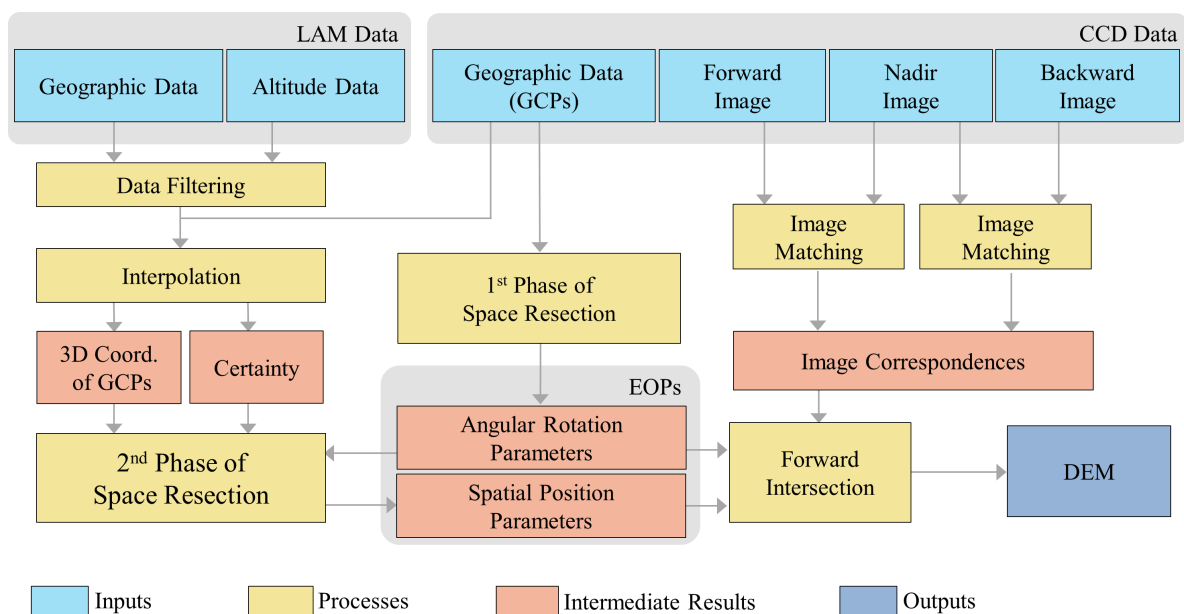 LAM Data
CCD Data
Geographic Data
Altitude Data
Geographic Data
(GCPs)
Forward
Image
Nadir
Image
Backward
Image
Data Filtering
Image
Matching
Image
Matching
Interpolation
1st Phase of
Space Resection
3D Coord.
of GCPs
Certainty
Image Correspondences
EOPs
Angular Rotation
Parameters
2nd Phase of
Space Resection
Forward
Intersection
DEM
Spatial Position
Parameters
Inputs
Processes
Intermediate Results
Outputs